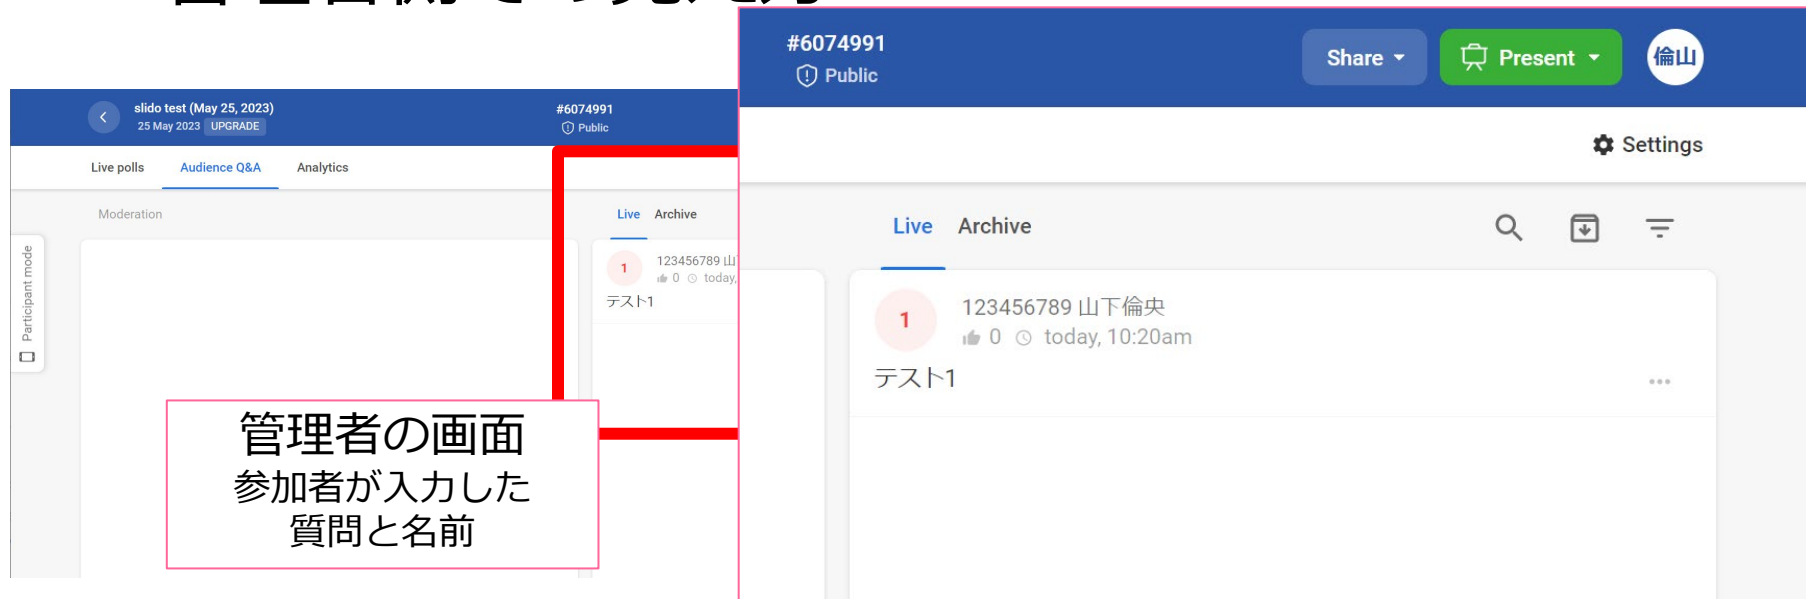 slido test (May 25, 2023)
25 May 2023 UPGRADE
#6074991
Public
Live polls Audience Q&A Analytics
Moderation
Live Archive
Participant mode
1
123456789 山
0 today,
テスト1
管理者の画面
参加者が入力した
質問と名前
#6074991
Public
Share
Present
倫山
Settings
Live Archive
1
123456789 山下倫央
0 today, 10:20am
テスト1